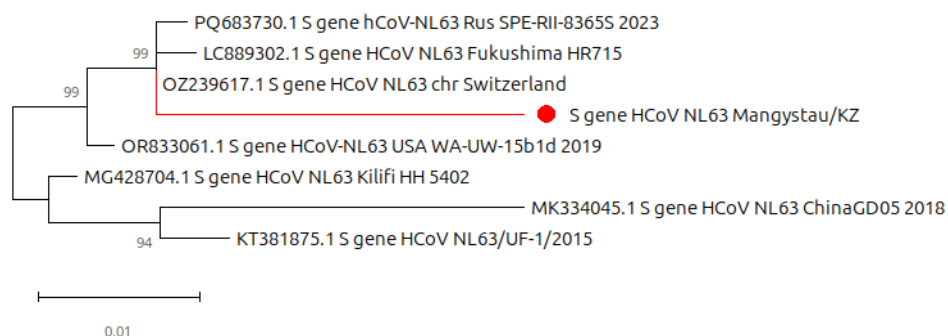 PQ683730.1 S gene hCoV-NL63 Rus SPE-RII-8365S 2023
99
LC889302.1 S gene HCoV NL63 Fukushima HR715
OZ239617.1 S gene HCoV NL63 chr Switzerland
99
S gene HCoV NL63 Mangystau/KZ
OR833061.1 S gene HCoV-NL63 USA WA-UW-15b1d 2019
MG428704.1 S gene HCoV NL63 Kilifi HH 5402
MK334045.1 S gene HCoV NL63 ChinaGD05 2018
94
KT381875.1 S gene HCoV NL63/UF-1/2015
0.01